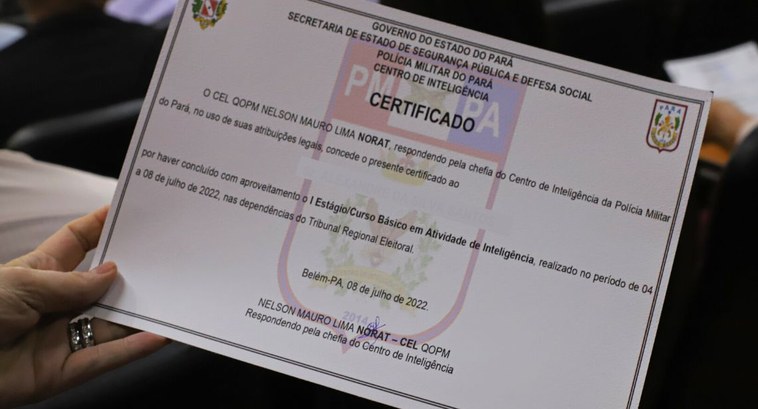 GOVERNO DO ESTADO DO PARÁ
SECRETARIA DE ESTADO DE SEGURANÇA PÚBLICA E DEFESA SOCIAL
POLÍCIA MILITAR DO PARÁ
CENTRO DE INTELIGÊNCIA
PM PA
CERTIFICADO
O CEL QOPM NELSON MAURO LIMA NORAT, respondendo pela chefia do Centro de Inteligência da Polícia Militar
do Pará, no uso de suas atribuições legais, concede o presente certificado ao
por haver concluído com aproveitamento o I Estágio/Curso Básico em Atividade de Inteligência, realizado no período de 04
a 08 de julho de 2022, nas dependências do Tribunal Regional Eleitoral.
Belém-PA, 08 de julho de 2022.
2014
NELSON MAURO LIMA NORAT – CEL QOPM
Respondendo pela chefia do Centro de Inteligência